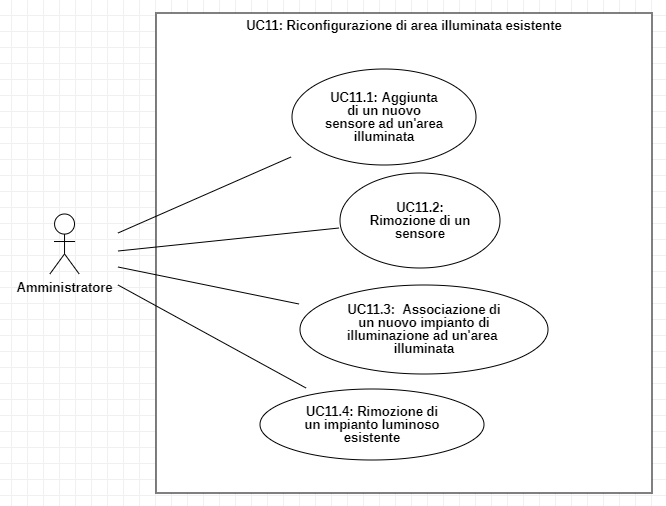 UC11: Riconfigurazione di area illuminata esistente
UC11.1: Aggiunta
di un nuovo
sensore ad un'area
illuminata
UC11.2:
Rimozione di un
sensore
Amministratore
UC11.3: Associazione di
un nuovo impianto di
illuminazione ad un'area
illuminata
UC11.4: Rimozione di
un impianto luminoso
esistente